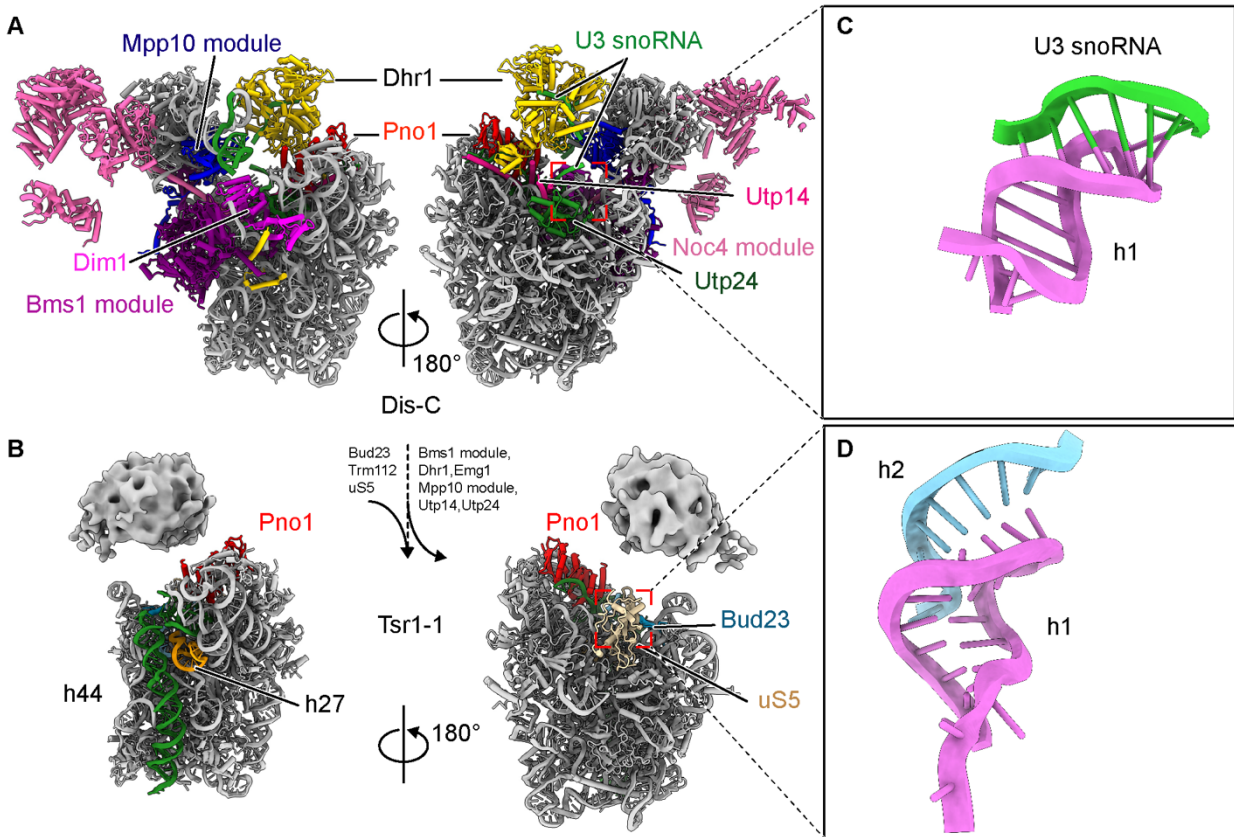 A
Mpp10 module
U3 snoRNA
Dhr1
Pno1
Utp14
Noc4 module
Dim1
Utp24
Bms1 module
180°
Dis-C
C
U3 snoRNA
h1
B
Bud23
Trm112
uS5
Bms1 module,
Dhr1,Emg1
Mpp10 module,
Utp14,Utp24
Pno1
Pno1
Tsr1-1
Bud23
h44
h27
uS5
180°
D
h2
h1